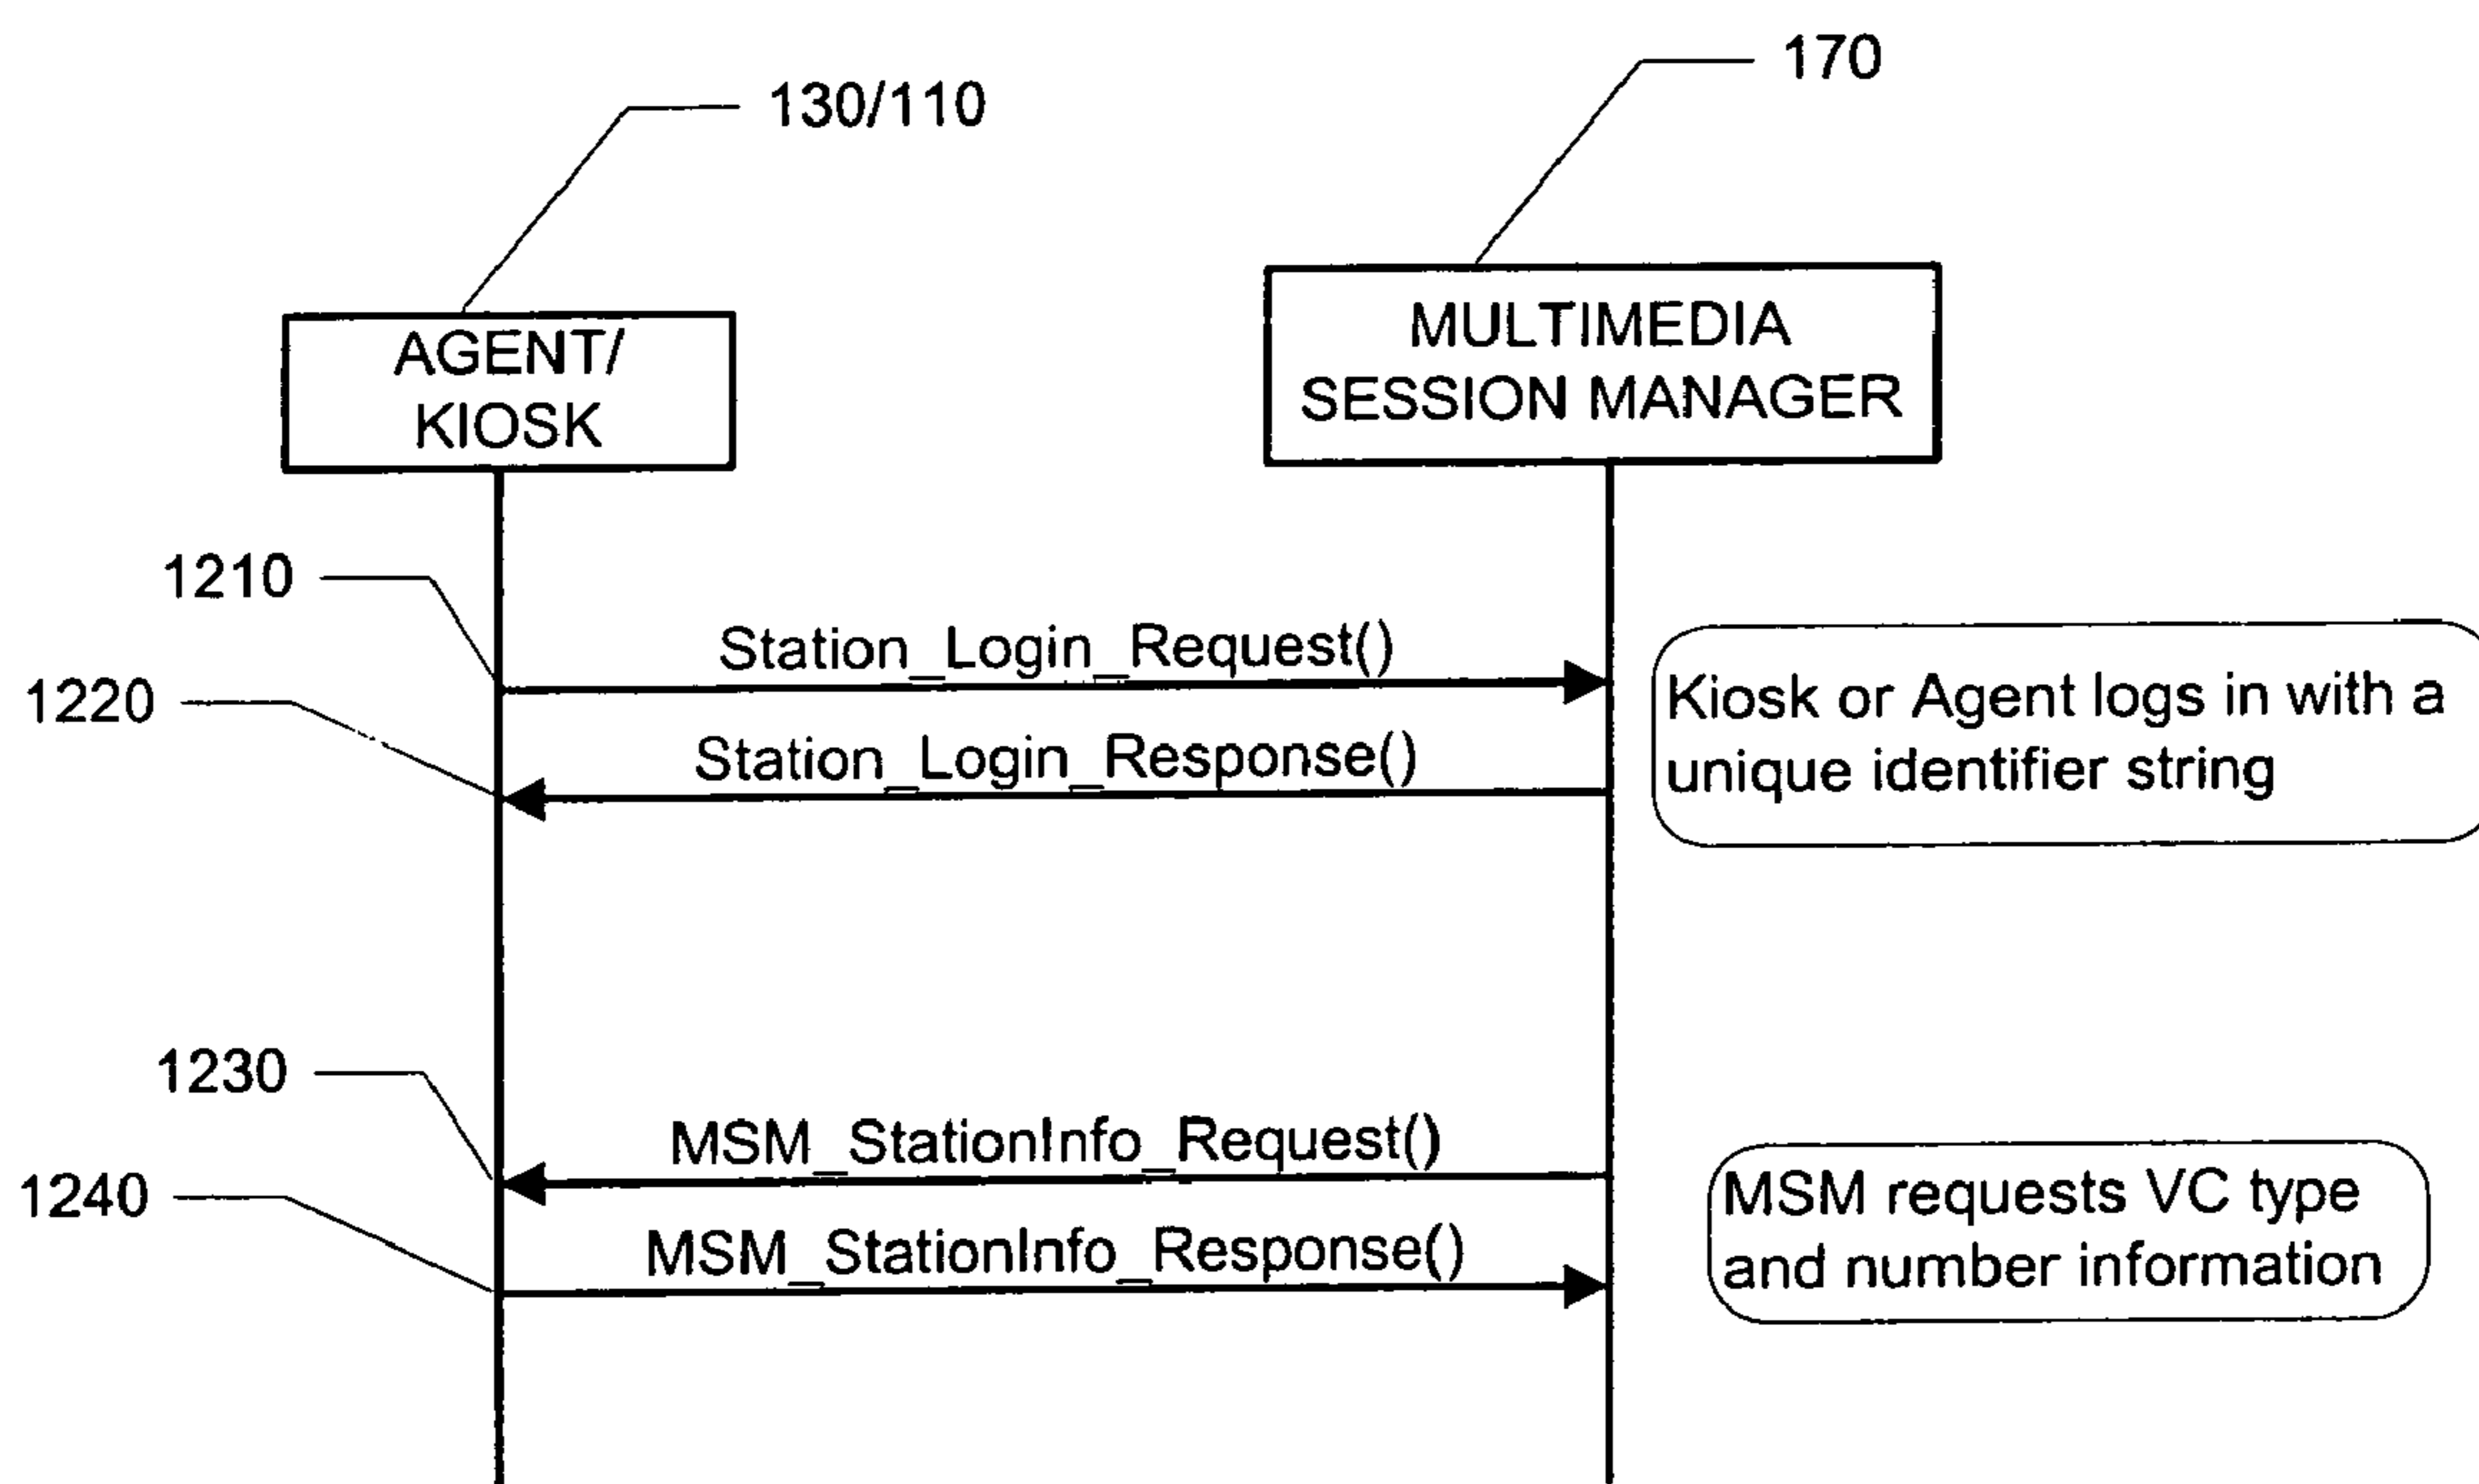 170
130/110
AGENT/
KIOSK
MULTIMEDIA
SESSION MANAGER
1210
Station_Login_Request()
1220
Station_Login_Response()
Kiosk or Agent logs in with a
unique identifier string
1230
MSM_StationInfo_Request()
1240
MSM_StationInfo_Response()
MSM requests VC type
and number information